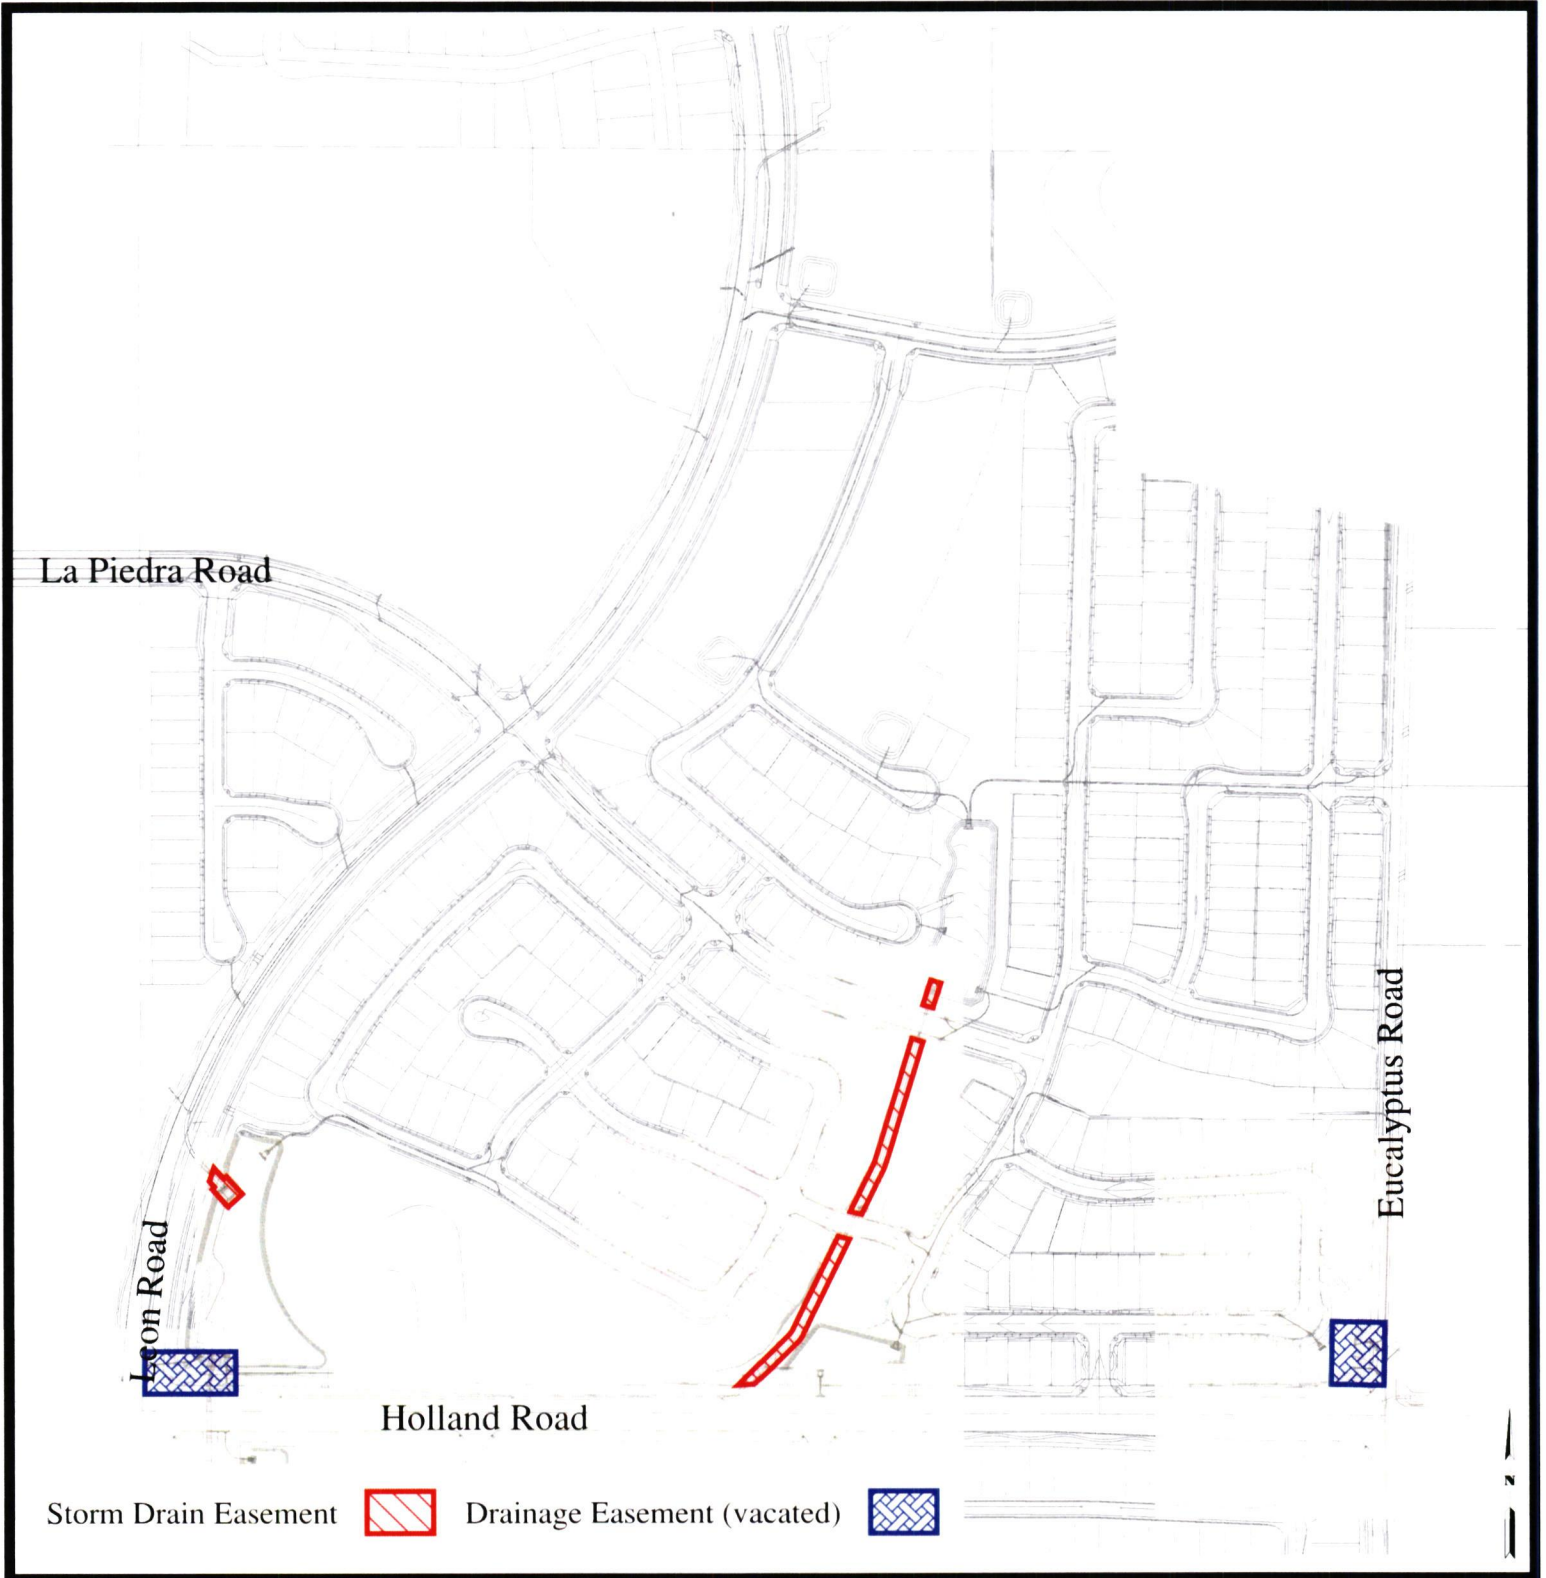 La Piedra Road
Eucalyptus Road
Leon Road
Holland Road
Storm Drain Easement
Drainage Easement (vacated)
N